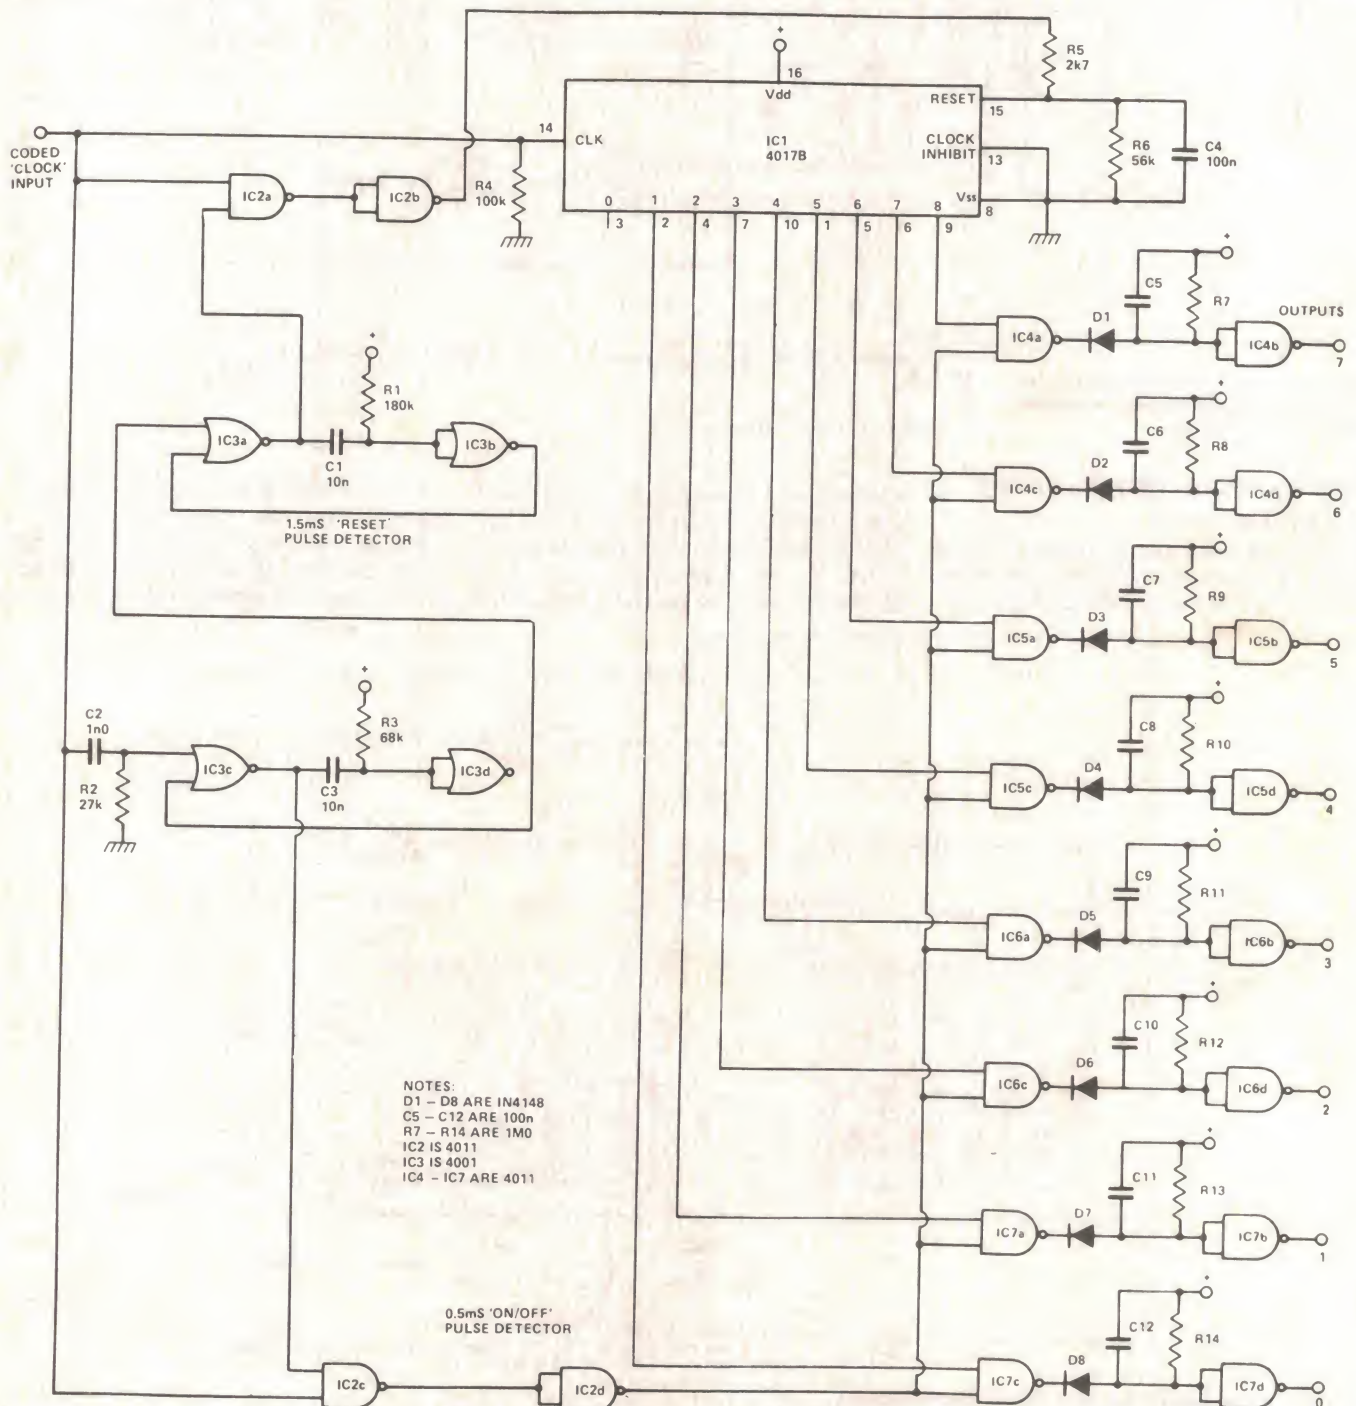 +
R5
2k7
16
Vdd
RESET
15
14
CLK
IC1
4017B
CLOCK
INHIBIT
13
R6
56k
C4
100n
Vss
8
CODED
'CLOCK'
INPUT
IC2a
IC2b
R4
100k
0
1
2
3
4
5
6
7
8
3
2
4
7
10
1
5
6
9
+
C5
R7
OUTPUTS
IC4a
D1
IC4b
7
+
R1
180k
IC3a
C1
10n
IC3b
1.5mS 'RESET'
PULSE DETECTOR
+
C6
R8
D2
IC4c
IC4d
6
+
C7
R9
D3
IC5a
IC5b
5
+
C2
1n0
R3
68k
IC3c
C3
10n
IC3d
R2
27k
+
C8
R10
D4
IC5c
IC5d
4
+
C9
R11
D5
IC6a
IC6b
3
+
C10
R12
D6
IC6c
IC6d
2
NOTES:
D1 – D8 ARE IN4148
C5 – C12 ARE 100n
R7 – R14 ARE 1M0
IC2 IS 4011
IC3 IS 4001
IC4 – IC7 ARE 4011
+
C11
R13
D7
IC7a
IC7b
1
+
0.5mS 'ON/OFF'
PULSE DETECTOR
C12
R14
D8
IC2c
IC2d
IC7c
IC7d
0